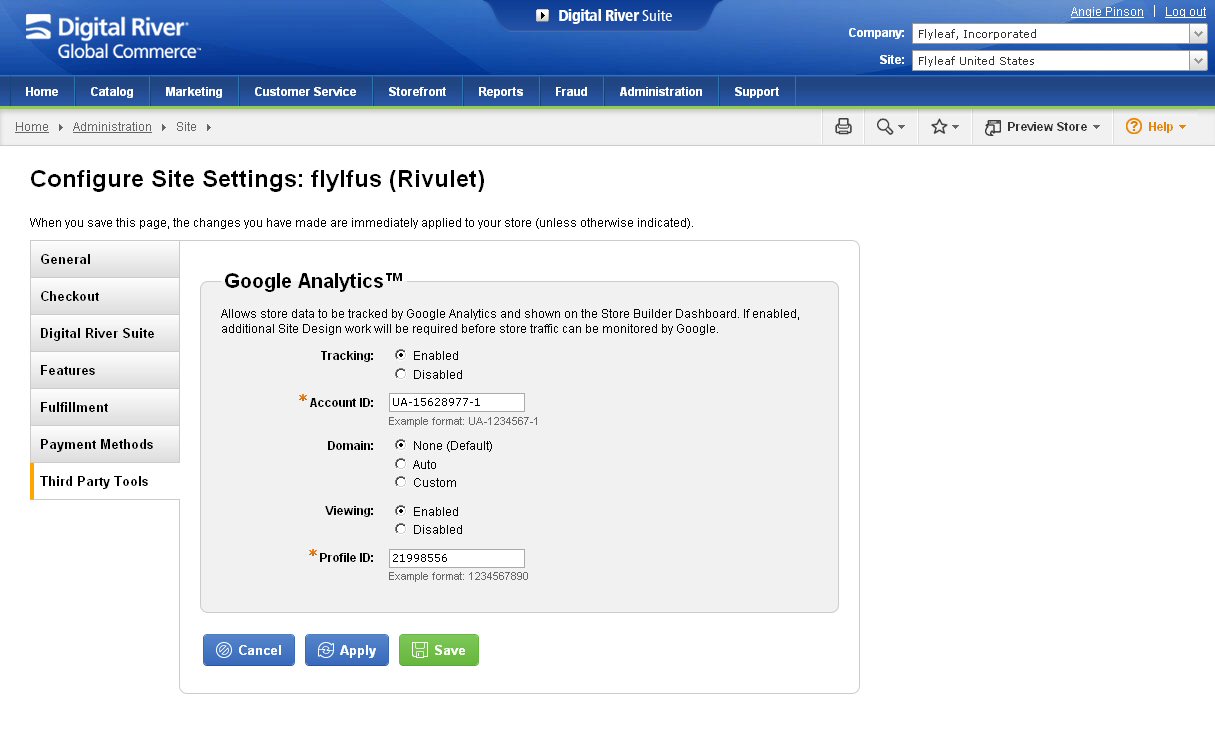 Digital River®
Global Commerce™
Digital River Suite
Angie Pinson | Log out
Company: Flyleaf, Incorporated
Site: Flyleaf United States
Home Catalog Marketing Customer Service Storefront Reports Fraud Administration Support
Home Administration Site
Preview Store Help
Configure Site Settings: flylfus (Rivulet)
When you save this page, the changes you have made are immediately applied to your store (unless otherwise indicated).
General
Checkout
Digital River Suite
Features
Fulfillment
Payment Methods
Third Party Tools
Google Analytics™
Allows store data to be tracked by Google Analytics and shown on the Store Builder Dashboard. If enabled,
additional Site Design work will be required before store traffic can be monitored by Google.
Tracking: Enabled
Disabled
* Account ID: UA-15628977-1
Example format: UA-1234567-1
Domain: None (Default)
Auto
Custom
Viewing: Enabled
Disabled
* Profile ID: 21998556
Example format: 1234567890
Cancel Apply Save